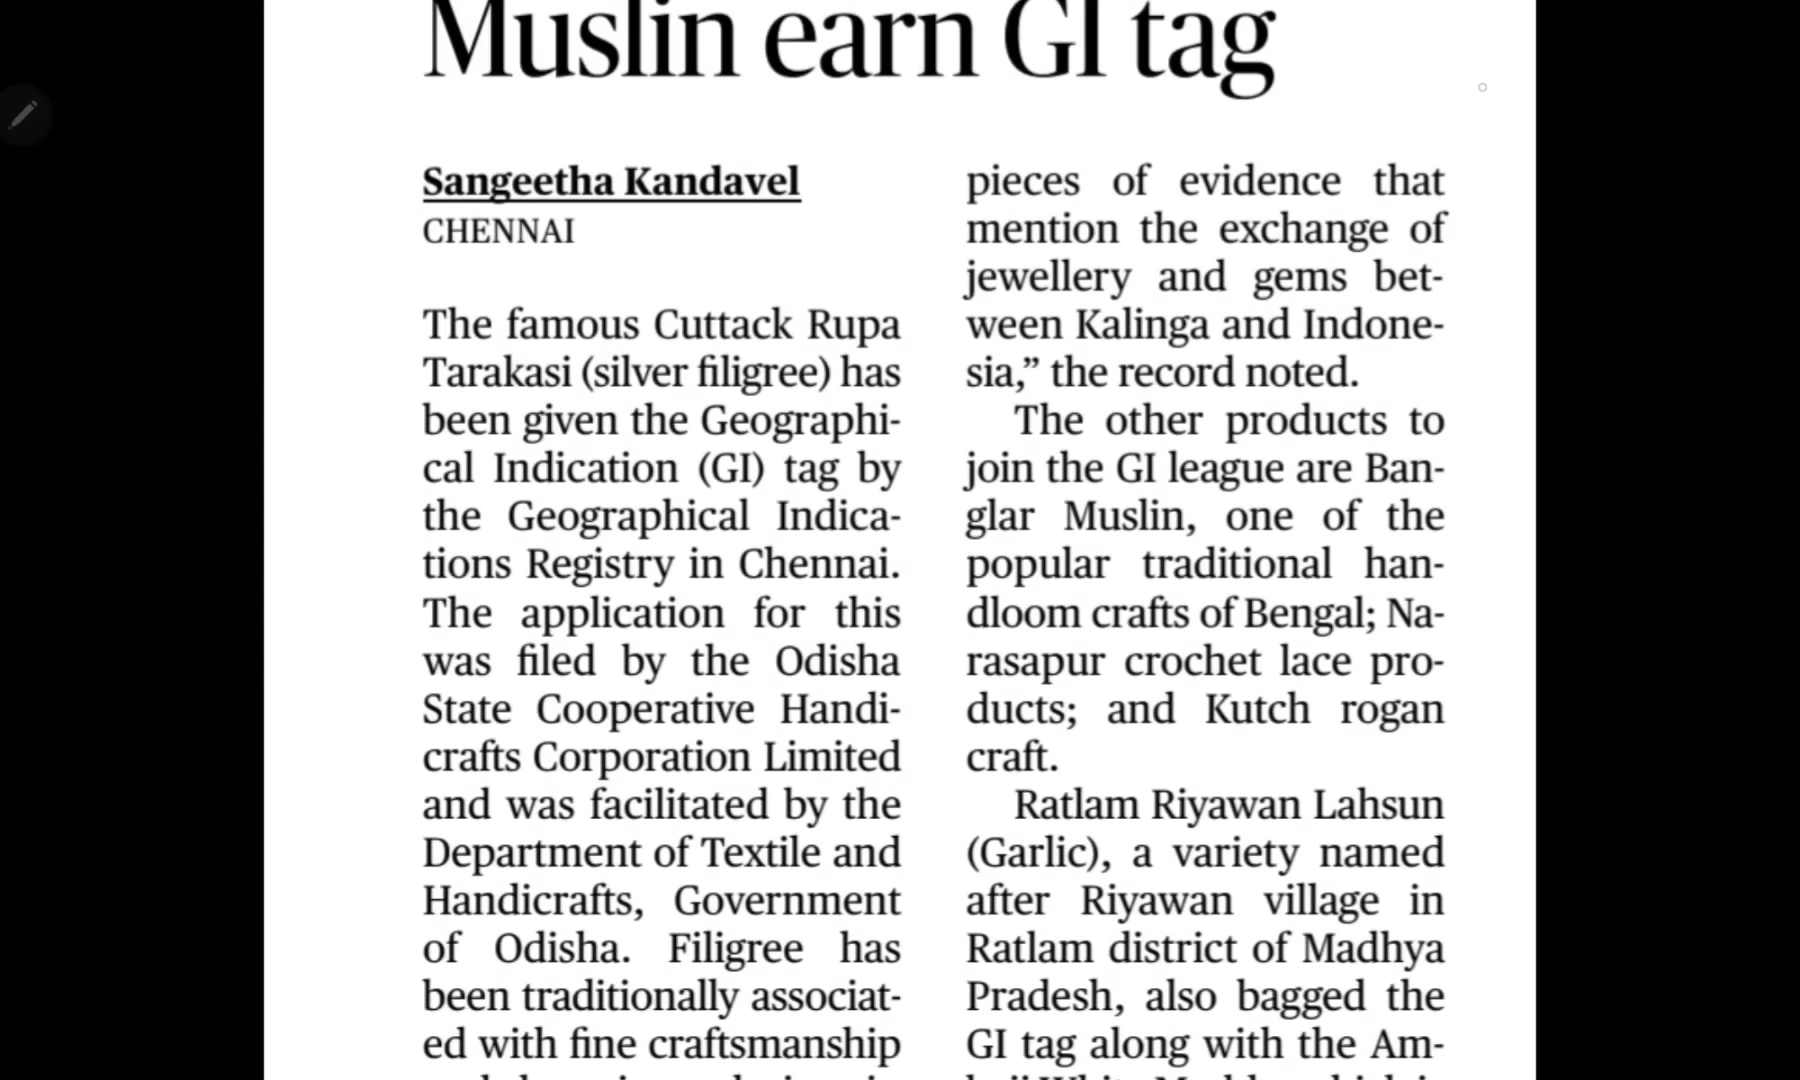 Muslin earn GI tag
Sangeetha Kandavel
CHENNAI
The famous Cuttack Rupa
Tarakasi (silver filigree) has
been given the Geographi-
cal Indication (GI) tag by
the Geographical Indica-
tions Registry in Chennai.
The application for this
was filed by the Odisha
State Cooperative Handi-
crafts Corporation Limited
and was facilitated by the
Department of Textile and
Handicrafts, Government
of Odisha. Filigree has
been traditionally associat-
ed with fine craftsmanship
pieces of evidence that
mention the exchange of
jewellery and gems bet-
ween Kalinga and Indone-
sia,” the record noted.
The other products to
join the GI league are Ban-
glar Muslin, one of the
popular traditional han-
dloom crafts of Bengal; Na-
rasapur crochet lace pro-
ducts; and Kutch rogan
craft.
Ratlam Riyawan Lahsun
(Garlic), a variety named
after Riyawan village in
Ratlam district of Madhya
Pradesh, also bagged the
GI tag along with the Am-